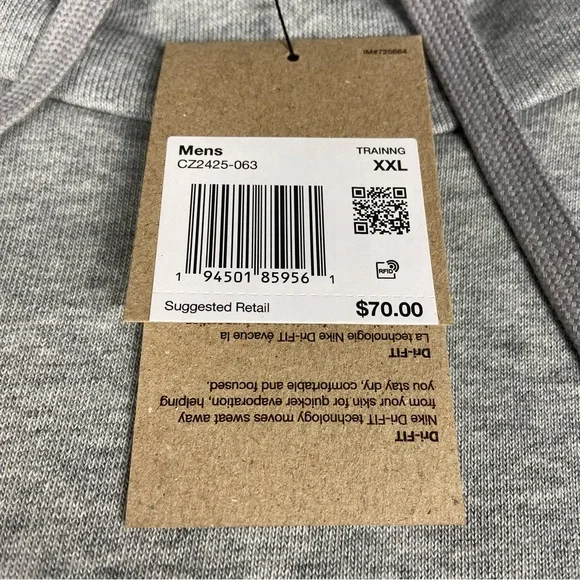 IM#725664
Mens
TRAINNG
CZ2425-063
XXL
RFID
1 94501 85956 1
Suggested Retail
$70.00
La technologie Nike Dri-FIT évacue la
Dri-FIT
you stay dry, comfortable and focused.
from your skin for quicker evaporation, helping
Nike Dri-FIT technology moves sweat away
Dri-FIT